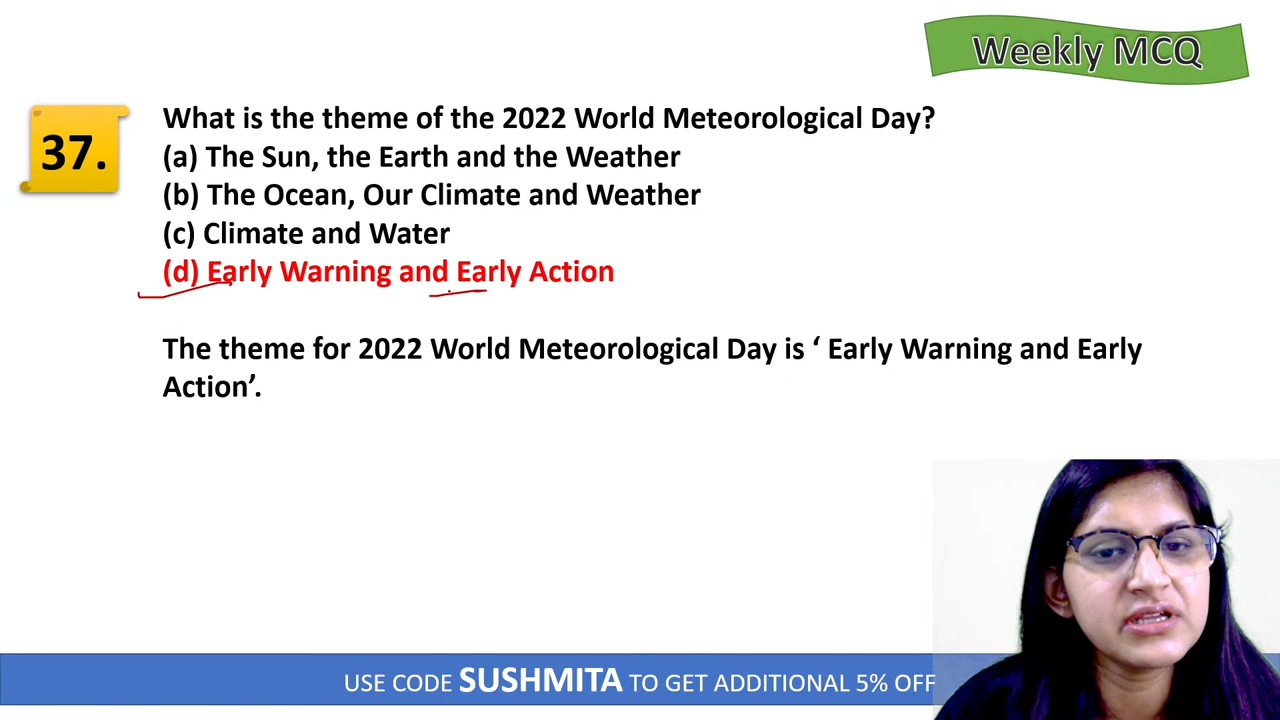 Weekly MCQ
37.
What is the theme of the 2022 World Meteorological Day?
(a) The Sun, the Earth and the Weather
(b) The Ocean, Our Climate and Weather
(c) Climate and Water
(d) Early Warning and Early Action
The theme for 2022 World Meteorological Day is ‘ Early Warning and Early
Action’.
USE CODE SUSHMITA TO GET ADDITIONAL 5% OFF